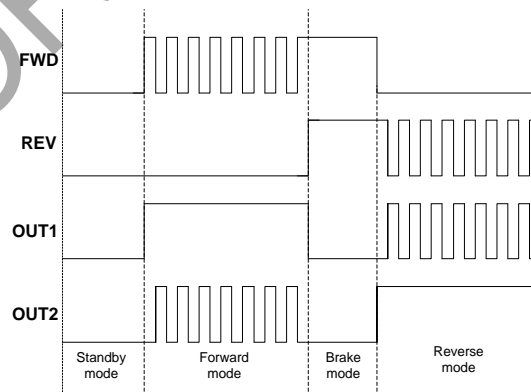 FWD
REV
OUT1
OUT2
Standby
mode
Forward
mode
Brake
mode
Reverse
mode